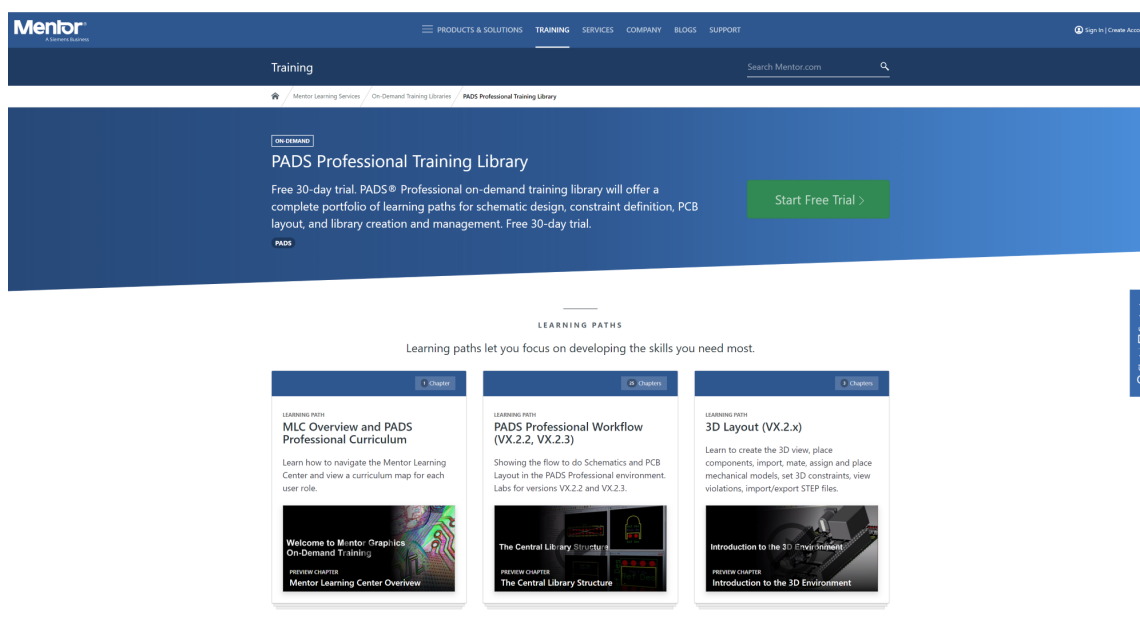 Mentor®
A Siemens Business
PRODUCTS & SOLUTIONS TRAINING SERVICES COMPANY BLOGS SUPPORT
Sign In | Create Acco
Training
Search Mentor.com
Mentor Learning Services / On-Demand Training Libraries / PADS Professional Training Library
ON-DEMAND
PADS Professional Training Library
Free 30-day trial. PADS® Professional on-demand training library will offer a
complete portfolio of learning paths for schematic design, constraint definition, PCB
layout, and library creation and management. Free 30-day trial.
Start Free Trial >
PADS
LEARNING PATHS
Learning paths let you focus on developing the skills you need most.
1 Chapter
LEARNING PATH
MLC Overview and PADS
Professional Curriculum
Learn how to navigate the Mentor Learning
Center and view a curriculum map for each
user role.
Welcome to Mentor Graphics
On-Demand Training
PREVIEW CHAPTER
Mentor Learning Center Overivew
Chapters
LEARNING PATH
PADS Professional Workflow
(VX.2.2, VX.2.3)
Showing the flow to do Schematics and PCB
Layout in the PADS Professional environment.
Labs for versions VX.2.2 and VX.2.3.
The Central Library Structure
PREVIEW CHAPTER
The Central Library Structure
3 Chapters
LEARNING PATH
3D Layout (VX.2.x)
Learn to create the 3D view, place
components, import, mate, assign and place
mechanical models, set 3D constraints, view
violations, import/export STEP files.
Introduction to the 3D Environment
PREVIEW CHAPTER
Introduction to the 3D Environment